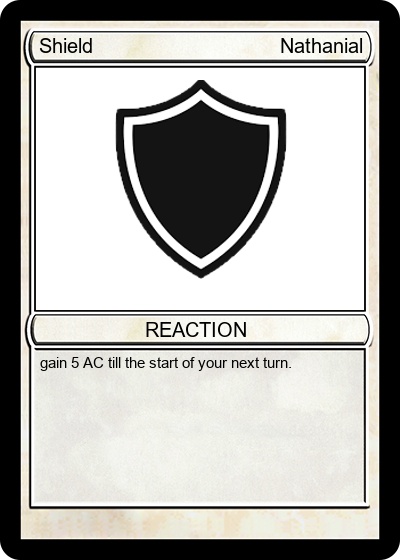 Shield Nathanial
REACTION
gain 5 AC till the start of your next turn.